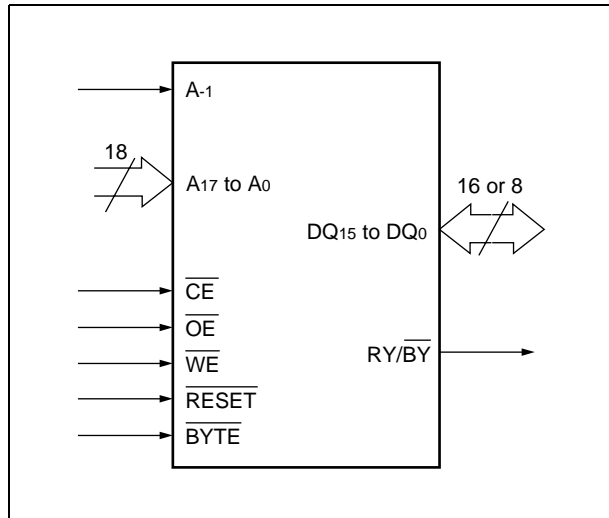 A-1
18
A17 to A0
16 or 8
DQ15 to DQ0
CE
OE
WE
RY/BY
RESET
BYTE